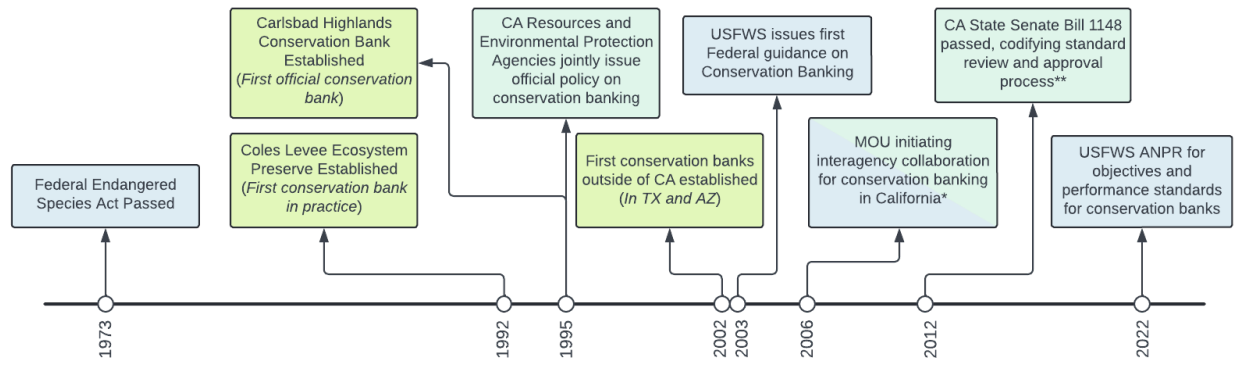 Carlsbad Highlands
Conservation Bank
Established
(First official conservation
bank)
CA Resources and
Environmental Protection
Agencies jointly issue
official policy on
conservation banking
USFWS issues first
Federal guidance on
Conservation Banking
CA State Senate Bill 1148
passed, codifying standard
review and approval
process**
Federal Endangered
Species Act Passed
Coles Levee Ecosystem
Preserve Established
(First conservation bank
in practice)
First conservation banks
outside of CA established
(In TX and AZ)
MOU initiating
interagency collaboration
for conservation banking
in California*
USFWS ANPR for
objectives and
performance standards
for conservation banks
1973
1992
1995
2002
2003
2006
2012
2022